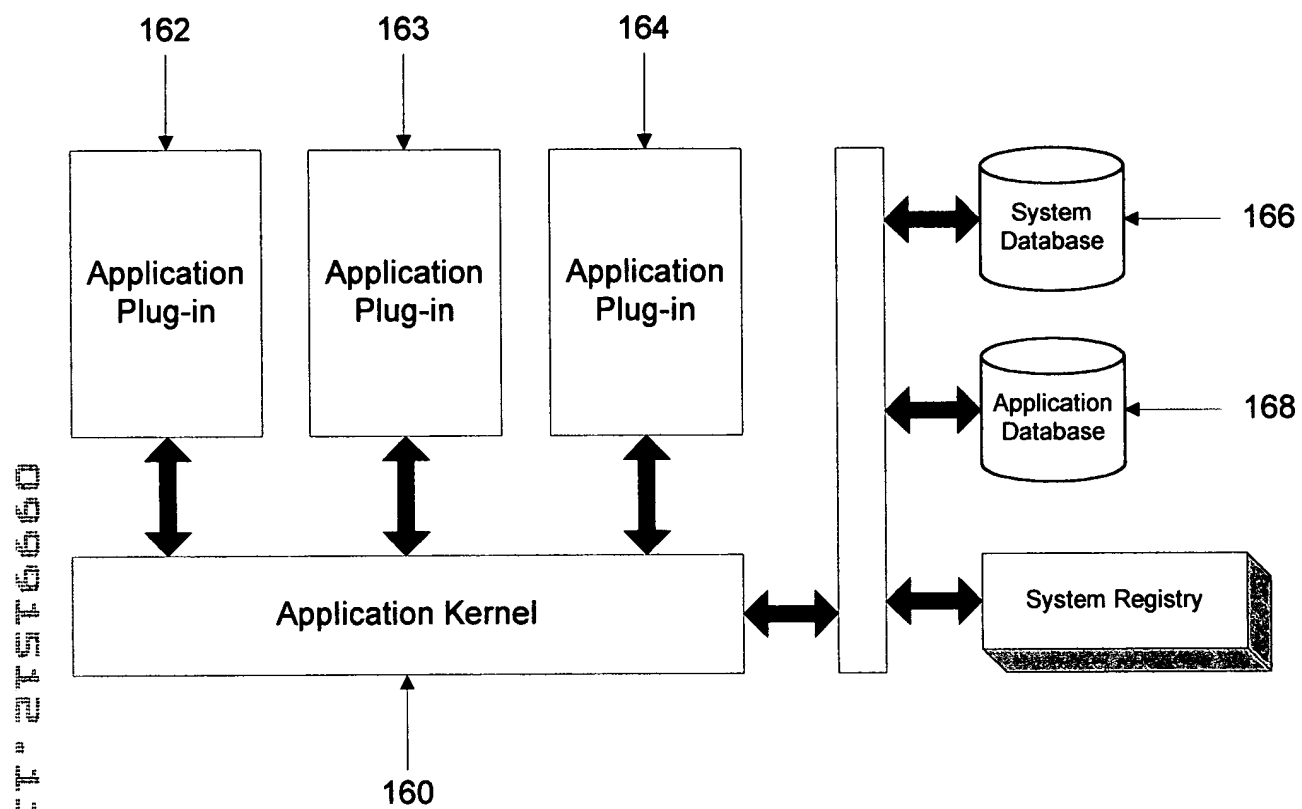 162
163
164
Application
Plug-in
Application
Plug-in
Application
Plug-in
System
Database
166
Application
Database
168
Application Kernel
System Registry
160